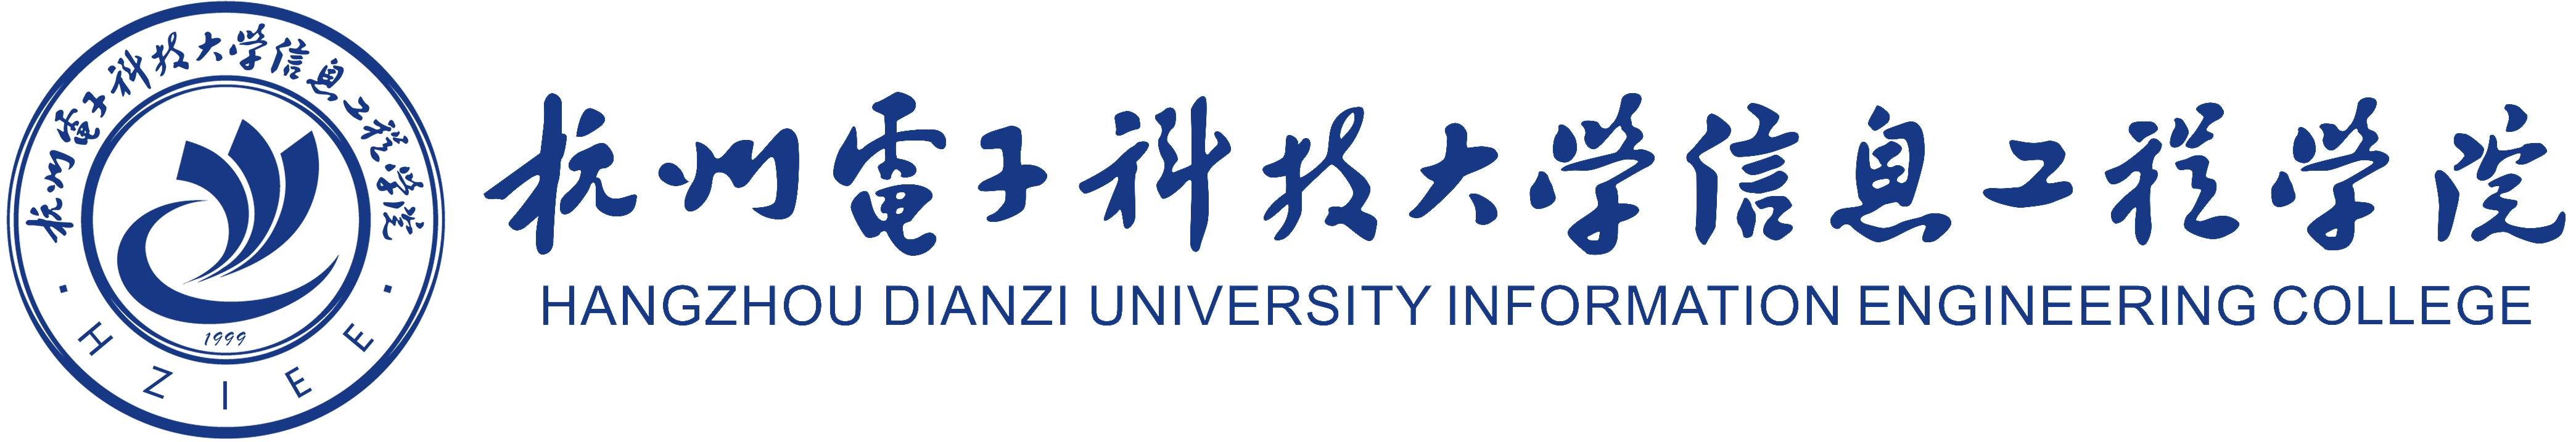 杭州電子科技大学信息工程学院
1999
HZIEE
杭州電子科技大学信息工程学院
HANGZHOU DIANZI UNIVERSITY INFORMATION ENGINEERING COLLEGE